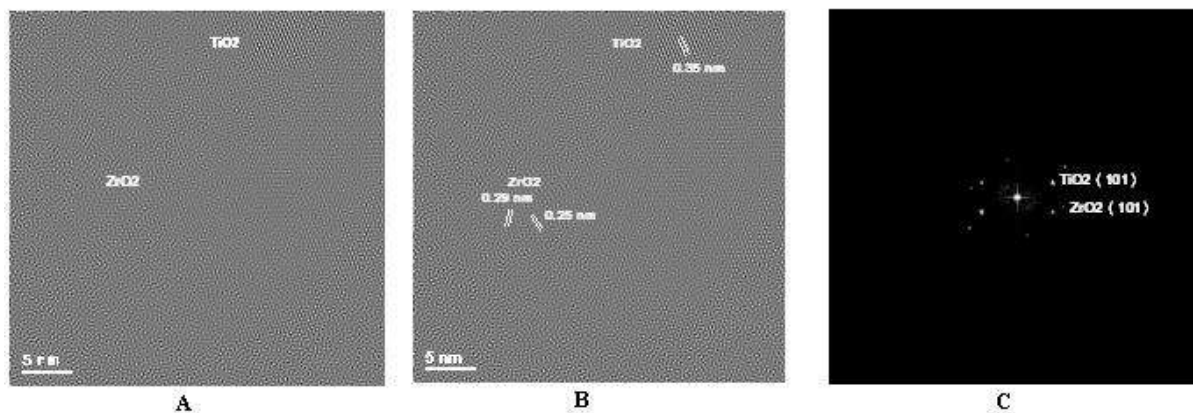 TiO2
ZrO2
5 nm
A
TiO2
0.35 nm
ZrO2
0.29 nm
0.25 nm
5 nm
B
TiO2 (101)
ZrO2 (101)
C